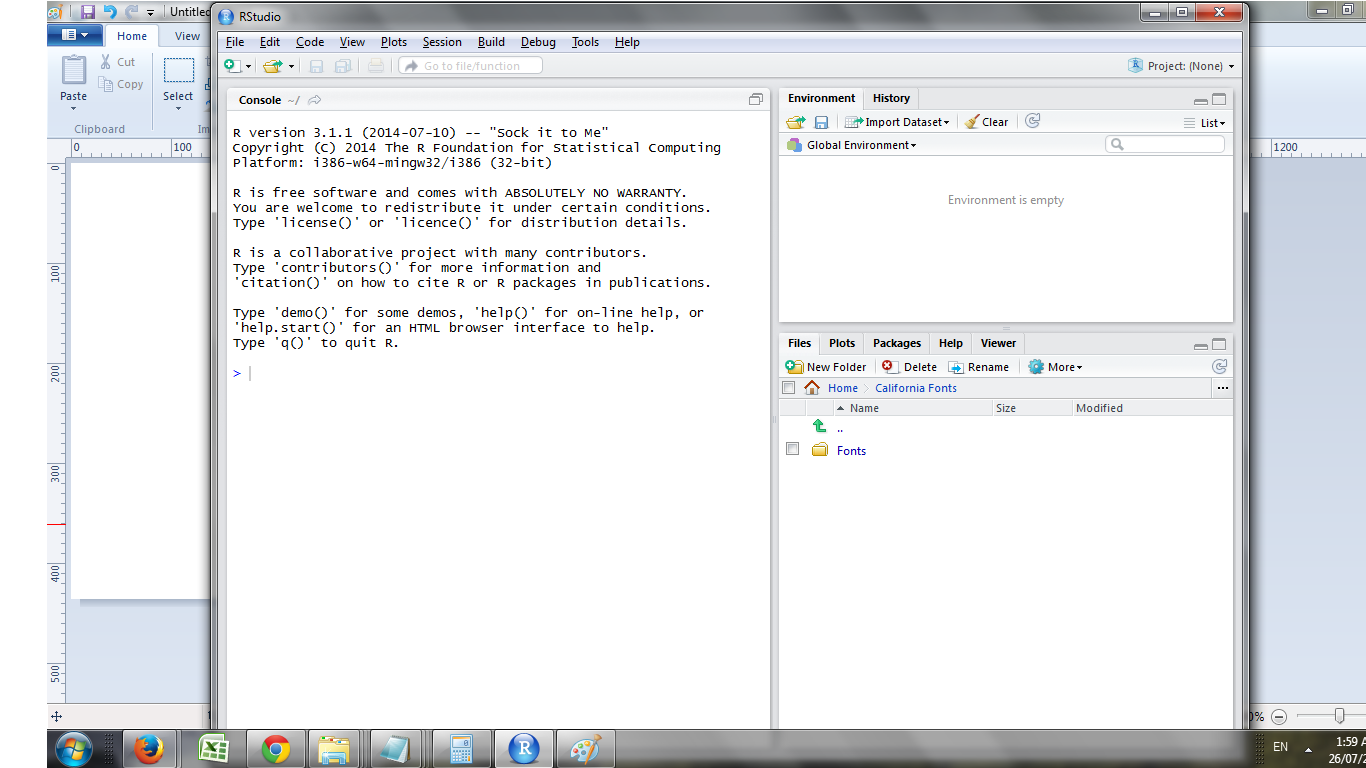 Untitled
RStudio
Home
View
File Edit Code View Plots Session Build Debug Tools Help
Cut
Copy
Paste
Select
Clipboard
Go to file/function
Project: (None)
0 100
1200
0
100
200
300
400
500
Console ~/
R version 3.1.1 (2014-07-10) -- "Sock it to Me"
Copyright (C) 2014 The R Foundation for Statistical Computing
Platform: i386-w64-mingw32/i386 (32-bit)
R is free software and comes with ABSOLUTELY NO WARRANTY.
You are welcome to redistribute it under certain conditions.
Type 'license()' or 'licence()' for distribution details.
R is a collaborative project with many contributors.
Type 'contributors()' for more information and
'citation()' on how to cite R or R packages in publications.
Type 'demo()' for some demos, 'help()' for on-line help, or
'help.start()' for an HTML browser interface to help.
Type 'q()' to quit R.
>
Environment History
Import Dataset Clear List
Global Environment
Environment is empty
Files Plots Packages Help Viewer
New Folder Delete Rename More
Home California Fonts ...
Name Size Modified
..
Fonts
EN
1:59
26/07/